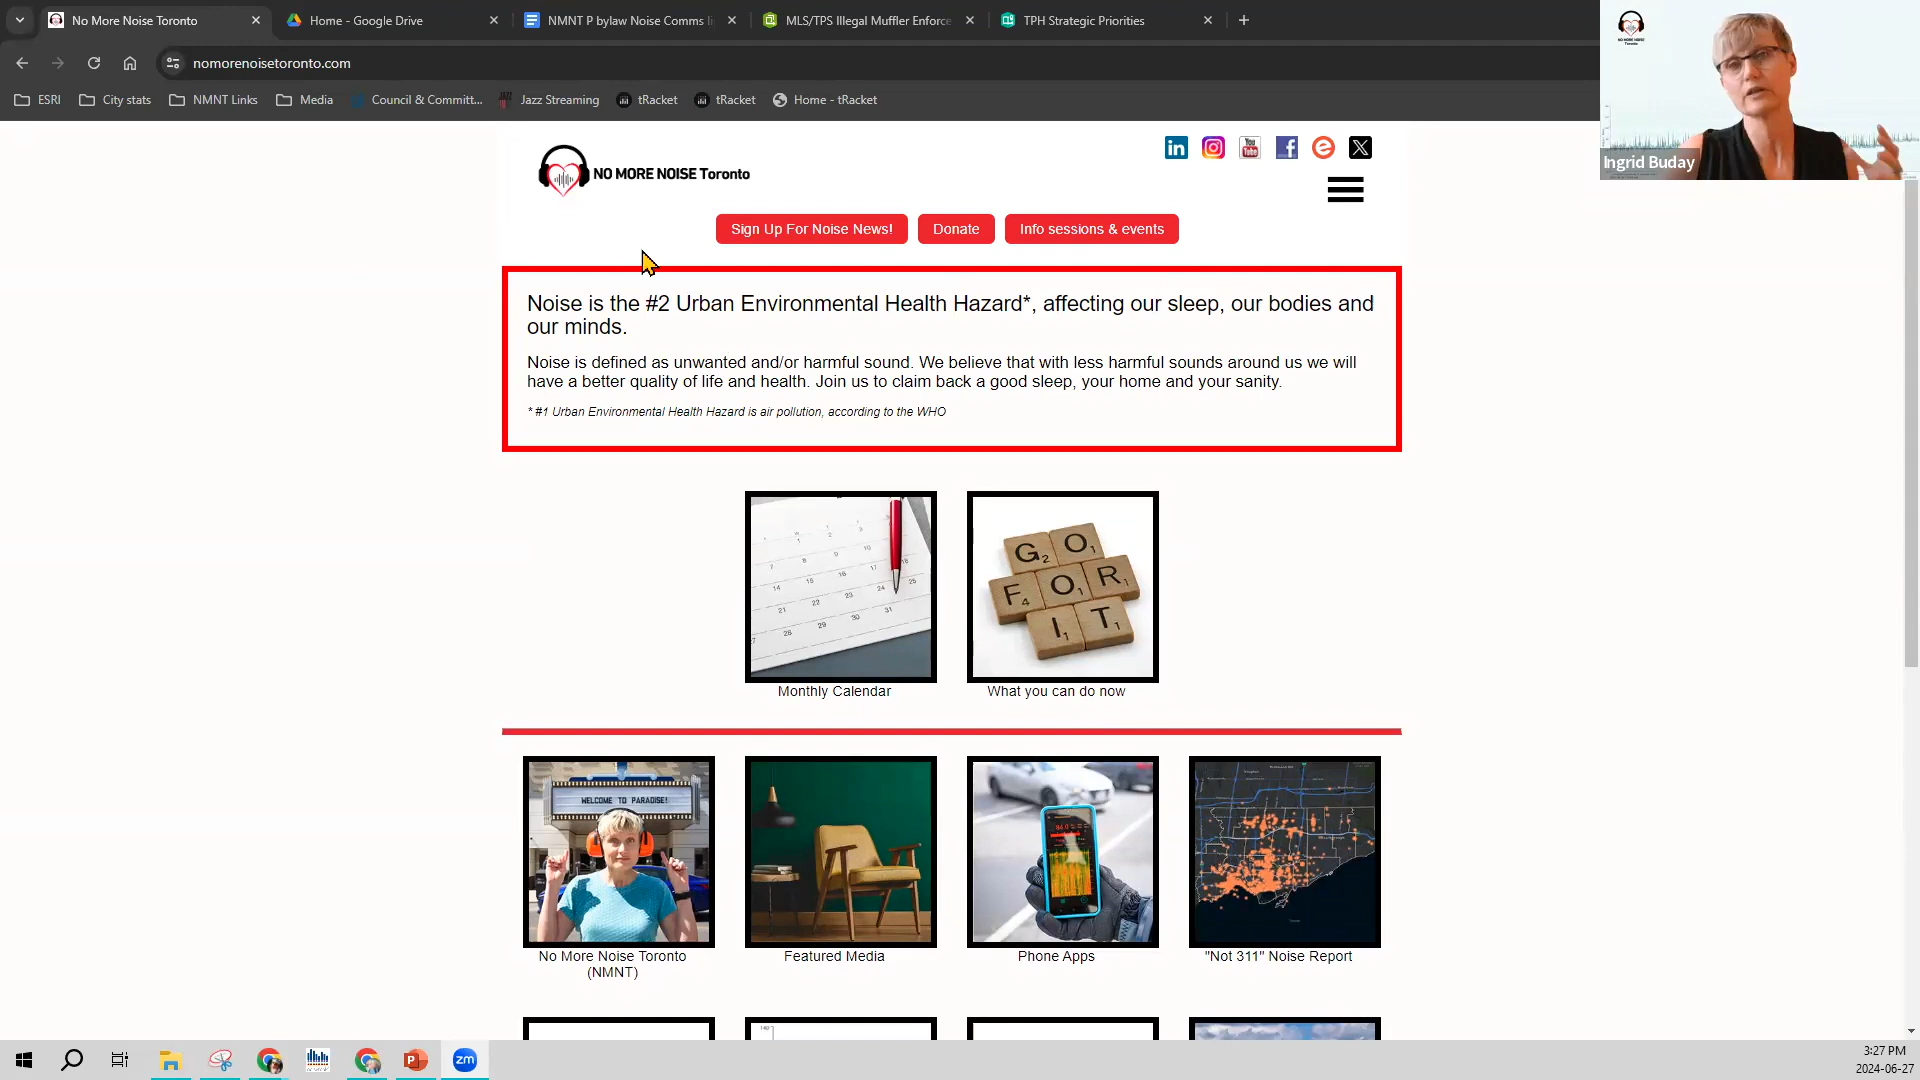 No More Noise Toronto
Home - Google Drive
NMNT P bylaw Noise Comms li
MLS/TPS Illegal Muffler Enforce
TPH Strategic Priorities
nomorenoisetoronto.com
ESRI
City stats
NMNT Links
Media
Council & Committ...
Jazz Streaming
tRacket
tRacket
Home - tRacket
NO MORE NOISE
Toronto
Ingrid Buday
NO MORE NOISE Toronto
Sign Up For Noise News!
Donate
Info sessions & events
Noise is the #2 Urban Environmental Health Hazard*, affecting our sleep, our bodies and
our minds.
Noise is defined as unwanted and/or harmful sound. We believe that with less harmful sounds around us we will
have a better quality of life and health. Join us to claim back a good sleep, your home and your sanity.
* #1 Urban Environmental Health Hazard is air pollution, according to the WHO
GO
FOR
IT
Monthly Calendar
What you can do now
WELCOME TO PARADISE!
No More Noise Toronto
(NMNT)
Featured Media
Phone Apps
"Not 311" Noise Report
zm
3:27 PM
2024-06-27